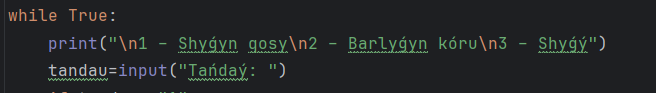 while True:
print("\n1 – Shyǵyn qosy\n2 – Barlyǵyn kóru\n3 – Shyǵý")
tandau=input("Tańdaý: ")